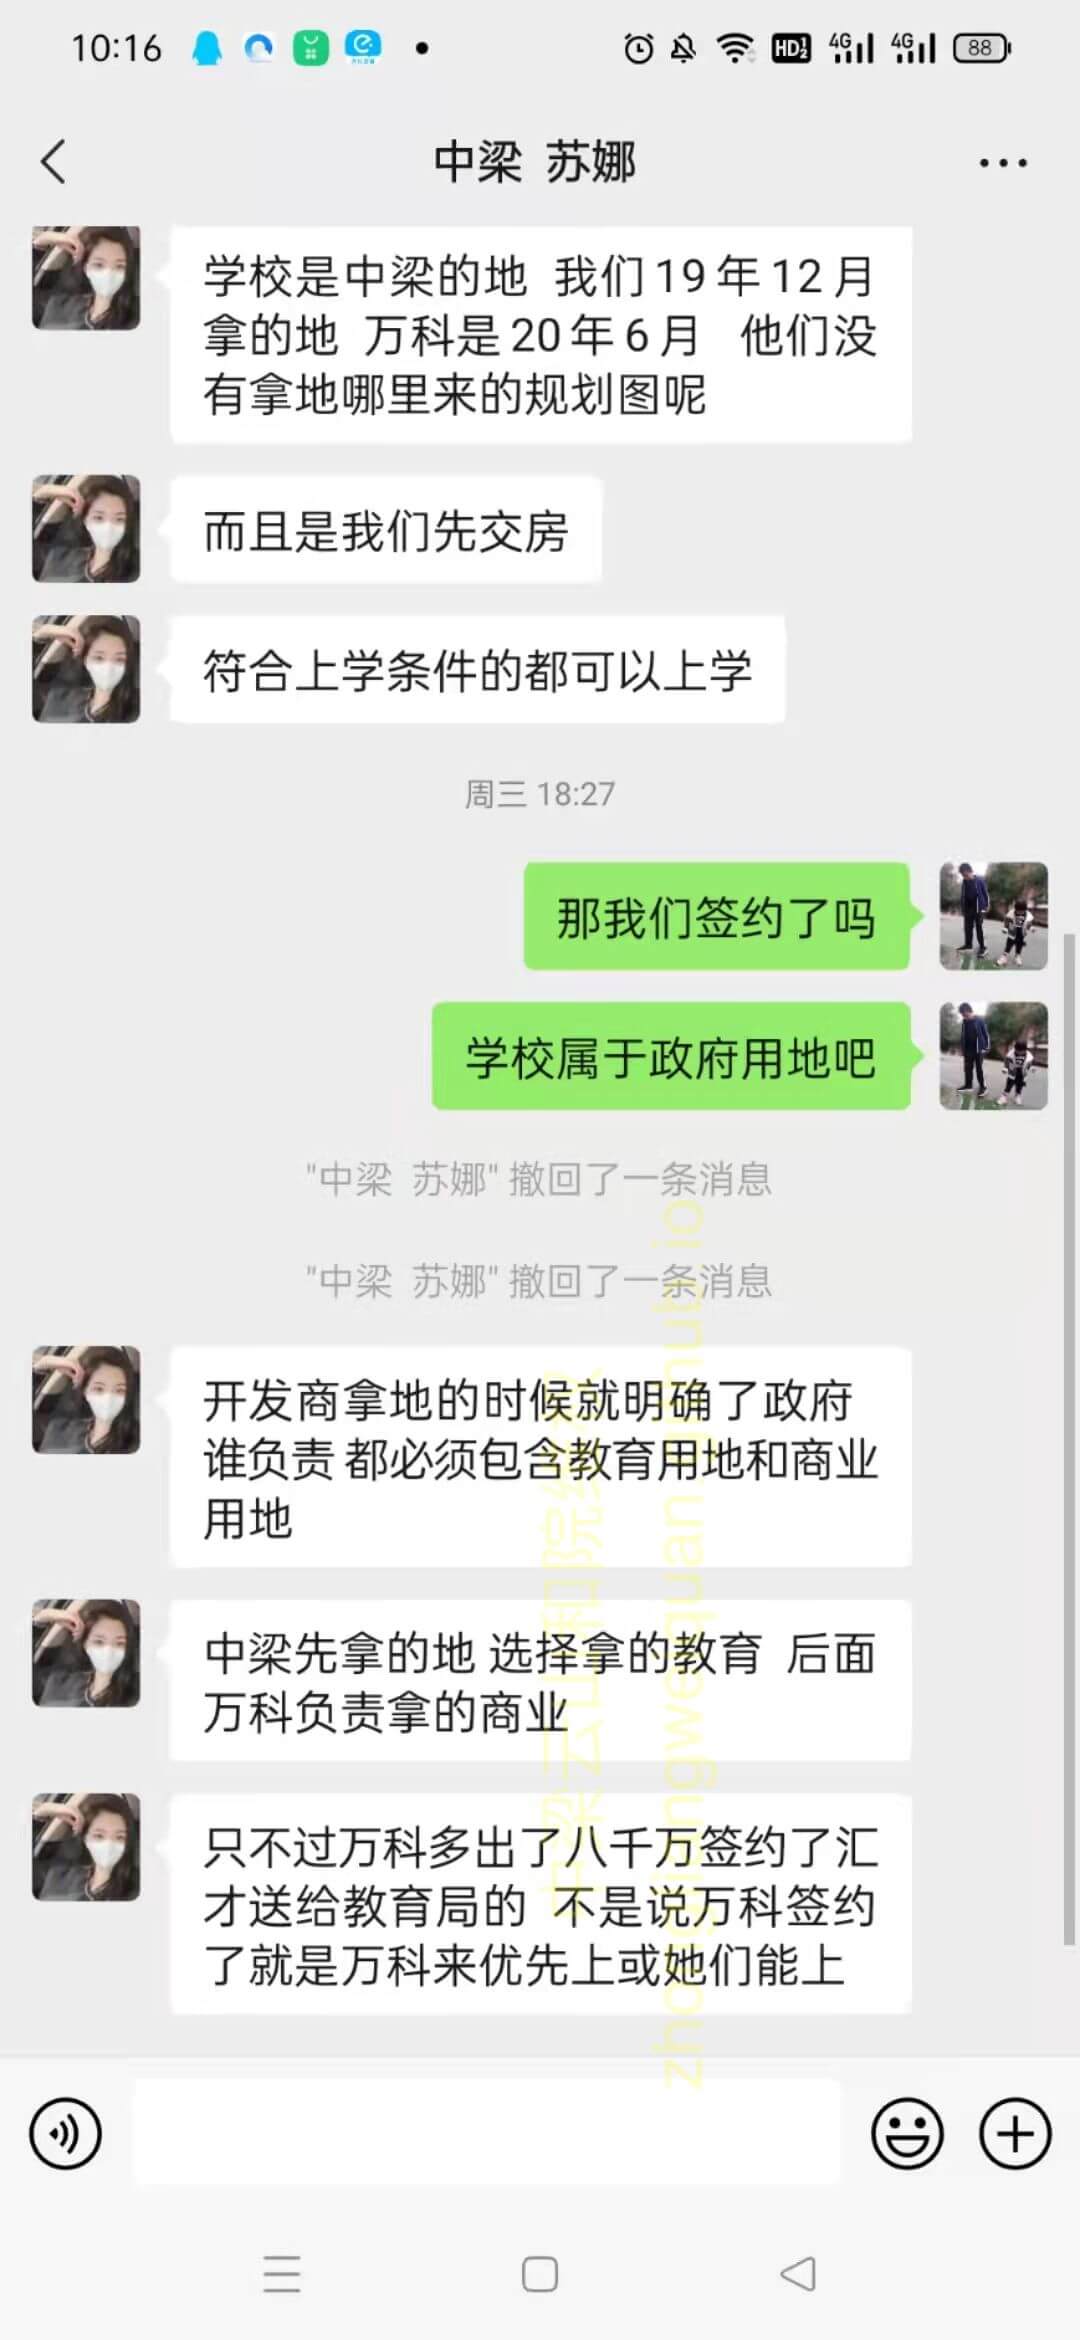 10:16
HD 1 2
4G
4G
88
中梁 苏娜
学校是中梁的地 我们19年12月
拿的地 万科是20年6月 他们没
有拿地哪里来的规划图呢
而且是我们先交房
符合上学条件的都可以上学
周三 18:27
那我们签约了吗
学校属于政府用地吧
"中梁 苏娜" 撤回了一条消息
"中梁 苏娜" 撤回了一条消息
开发商拿地的时候就明确了政府
谁负责 都必须包含教育用地和商业
用地
中梁先拿的地 选择拿的教育 后面
万科负责拿的商业
只不过万科多出了八千万签约了汇
才送给教育局的 不是说万科签约
了就是万科来优先上或她们能上
中梁云山和院维权
zhongliangweiquan.github.io